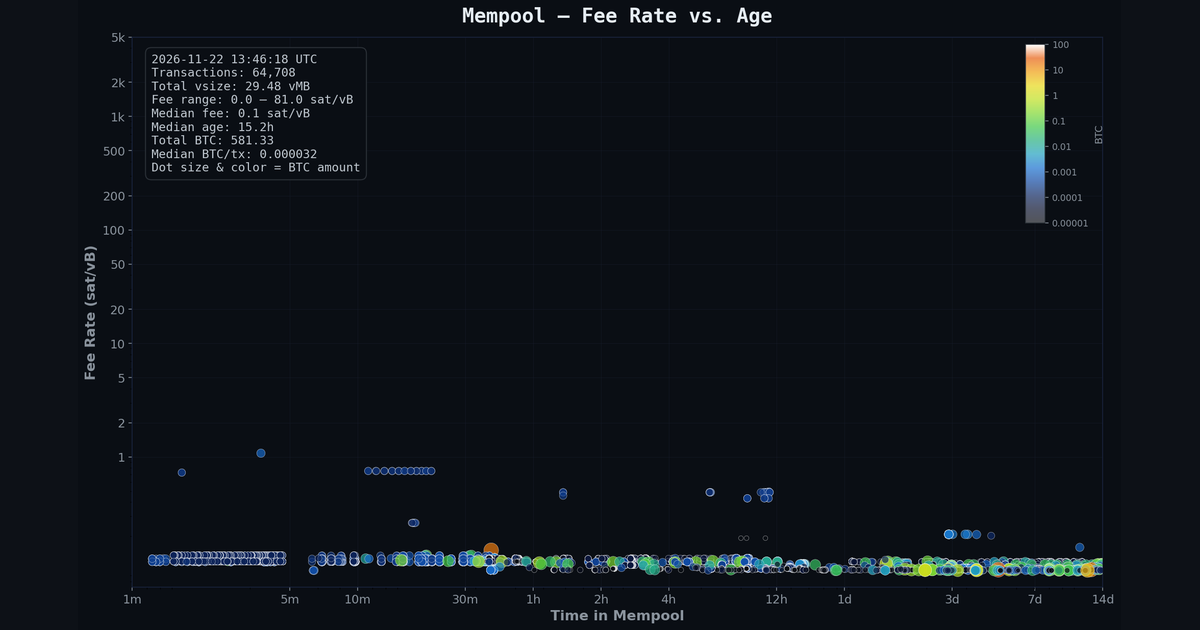 Mempool — Fee Rate vs. Age
2026-11-22 13:46:18 UTC
Transactions: 64,708
Total vsize: 29.48 vMB
Fee range: 0.0 — 81.0 sat/vB
Median fee: 0.1 sat/vB
Median age: 15.2h
Total BTC: 581.33
Median BTC/tx: 0.000032
Dot size & color = BTC amount
5k
2k
1k
500
200
100
50
20
10
5
2
1
Fee Rate (sat/vB)
100
10
1
0.1
0.01
0.001
0.0001
0.00001
BTC
1m 5m 10m 30m 1h 2h 4h 12h 1d 3d 7d 14d
Time in Mempool